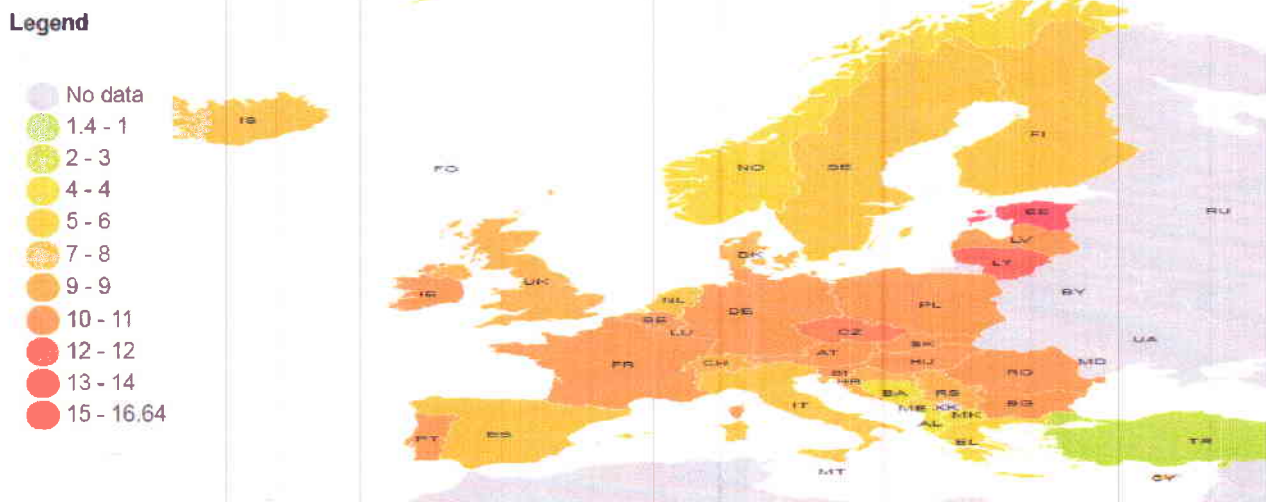 Legend
No data
1.4 - 1
2 - 3
4 - 4
5 - 6
7 - 8
9 - 9
10 - 11
12 - 12
13 - 14
15 - 16.64
IS
FO
NO
SE
FI
RU
EE
LV
LT
DK
IE
UK
NL
BE
LU
DE
PL
BY
CZ
SK
UA
FR
CH
AT
HU
MD
SI
HR
RO
BA
RS
BG
IT
ME
XK
MK
AL
PT
ES
EL
TR
MT
CY